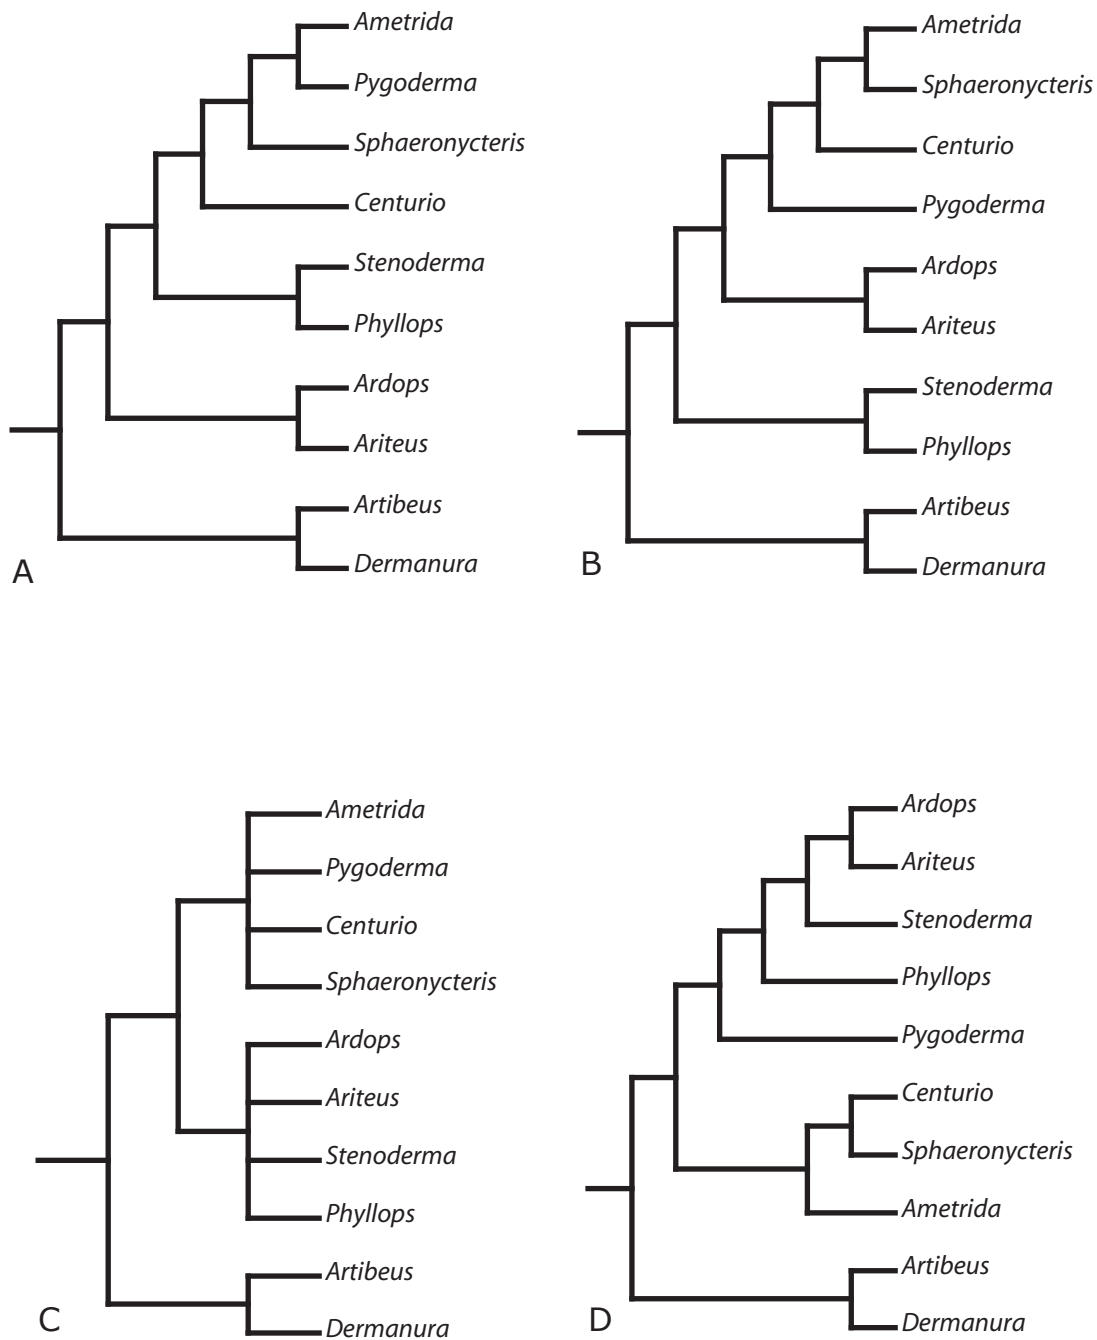 Ametrida
Pygoderma
Sphaeronycteris
Centurio
Stenoderma
Phyllops
Ardops
Ariteus
Artibeus
Dermanura
A
Ametrida
Sphaeronycteris
Centurio
Pygoderma
Ardops
Ariteus
Stenoderma
Phyllops
Artibeus
Dermanura
B
Ametrida
Pygoderma
Centurio
Sphaeronycteris
Ardops
Ariteus
Stenoderma
Phyllops
Artibeus
Dermanura
C
Ardops
Ariteus
Stenoderma
Phyllops
Pygoderma
Centurio
Sphaeronycteris
Ametrida
Artibeus
Dermanura
D